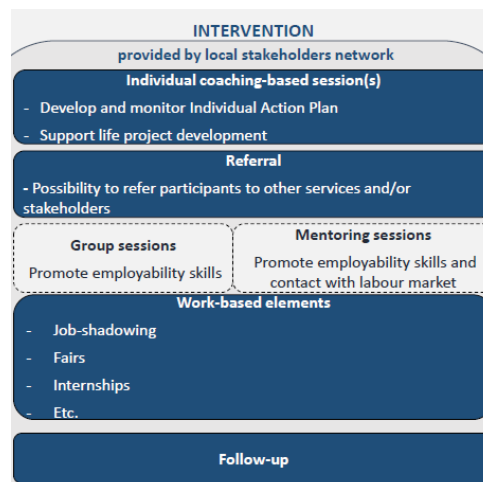 INTERVENTION
provided by local stakeholders network
Individual coaching-based session(s)
- Develop and monitor Individual Action Plan
- Support life project development
Referral
- Possibility to refer participants to other services and/or
stakeholders
Group sessions
Promote employability skills
Mentoring sessions
Promote employability skills and
contact with labour market
Work-based elements
- Job-shadowing
- Fairs
- Internships
- Etc.
Follow-up